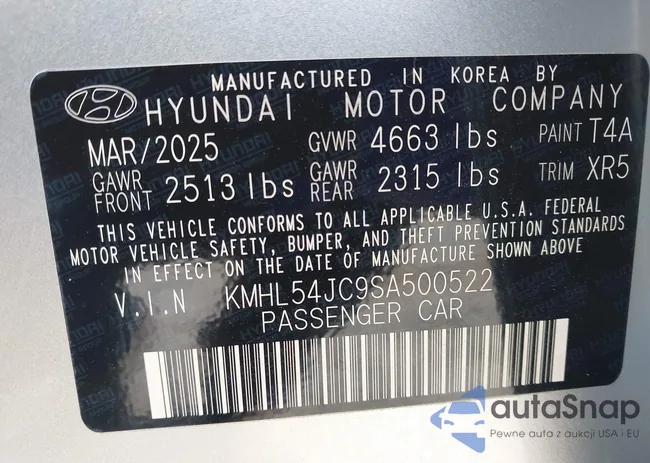 MANUFACTURED IN KOREA BY
HYUNDAI MOTOR COMPANY
MAR/2025 GVWR 4663 lbs PAINT T4A
GAWR FRONT 2513 lbs GAWR REAR 2315 lbs TRIM XR5
THIS VEHICLE CONFORMS TO ALL APPLICABLE U.S.A. FEDERAL
MOTOR VEHICLE SAFETY, BUMPER, AND THEFT PREVENTION STANDARDS
IN EFFECT ON THE DATE OF MANUFACTURE SHOWN ABOVE
V.I.N KMHL54JC9SA500522
PASSENGER CAR
autaSnap
Pewne auta z aukcji USA i EU